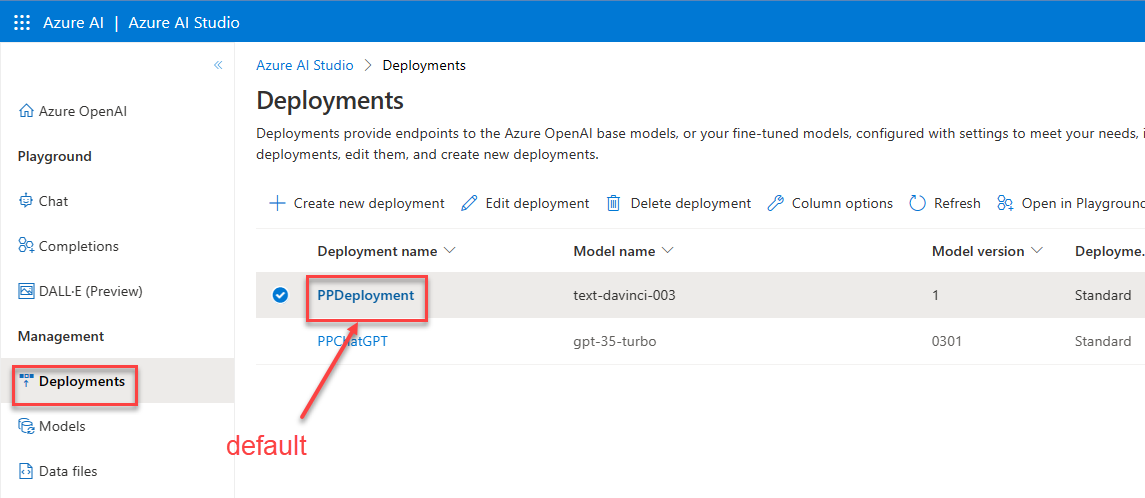 Azure AI | Azure AI Studio
Azure AI Studio > Deployments
Deployments
Deployments provide endpoints to the Azure OpenAI base models, or your fine-tuned models, configured with settings to meet your needs, i
deployments, edit them, and create new deployments.
Create new deployment Edit deployment Delete deployment Column options Refresh Open in Playground
Deployment name Model name Model version Deployme.
PPDeployment text-davinci-003 1 Standard
PPChatGPT gpt-35-turbo 0301 Standard
default
Azure OpenAI
Playground
Chat
Completions
DALL·E (Preview)
Management
Deployments
Models
Data files